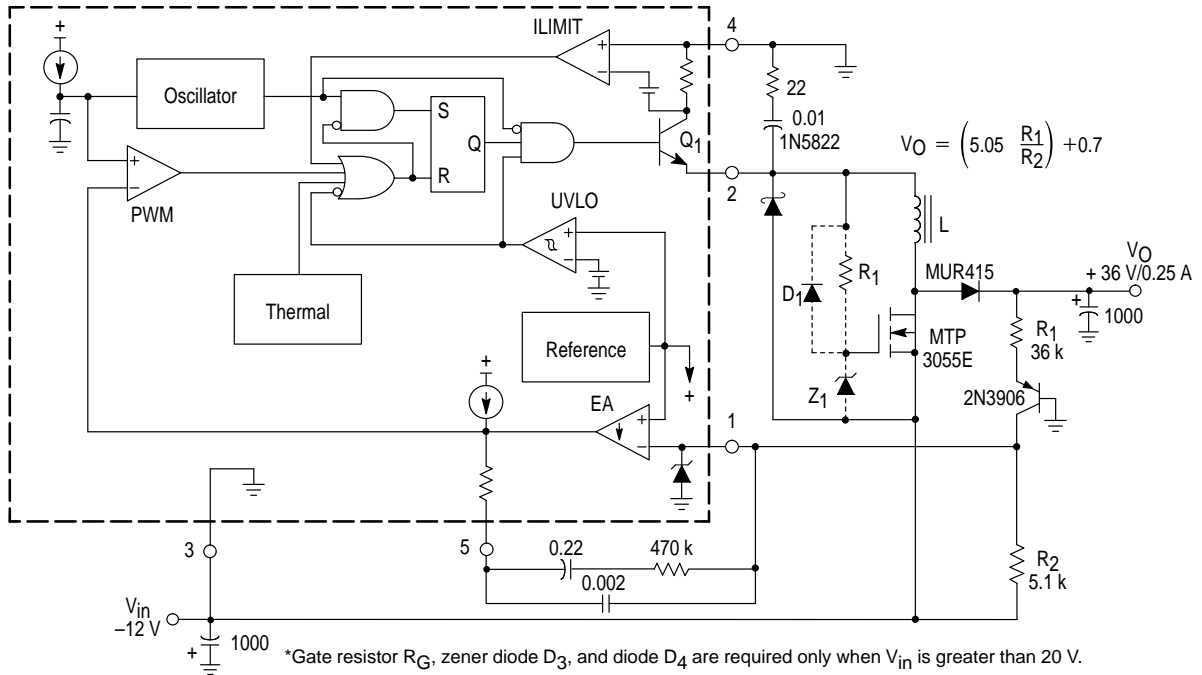 +
ILIMIT
4
+
−
Oscillator
22
0.01
1N5822
S
Q
R
Q1
VO = (5.05 R1/R2) +0.7
+
−
PWM
2
UVLO
+
−
L
Thermal
D1
R1
MUR415
VO
+ 36 V/0.25 A
+
1000
R1
36 k
MTP
3055E
Reference
+
Z1
2N3906
+
EA
+
−
1
3
5
0.22
470 k
0.002
R2
5.1 k
Vin
–12 V
+
1000
*Gate resistor RG, zener diode D3, and diode D4 are required only when Vin is greater than 20 V.